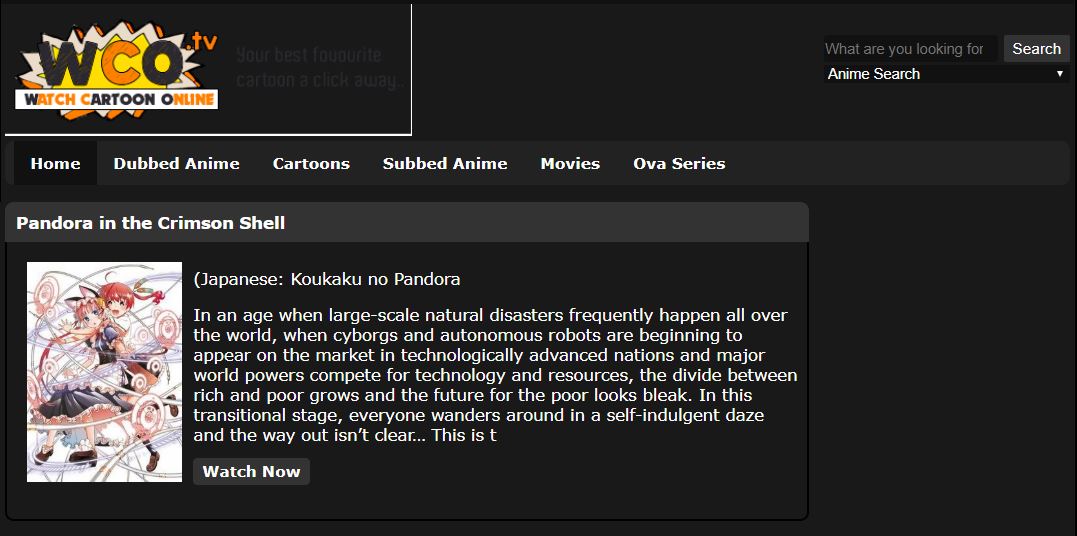 WCO.tv
WATCH CARTOON ONLINE
Your best favourite
cartoon a click away..
What are you looking for
Search
Anime Search
Home Dubbed Anime Cartoons Subbed Anime Movies Ova Series
Pandora in the Crimson Shell
(Japanese: Koukaku no Pandora
In an age when large-scale natural disasters frequently happen all over
the world, when cyborgs and autonomous robots are beginning to
appear on the market in technologically advanced nations and major
world powers compete for technology and resources, the divide between
rich and poor grows and the future for the poor looks bleak. In this
transitional stage, everyone wanders around in a self-indulgent daze
and the way out isn’t clear… This is t
Watch Now